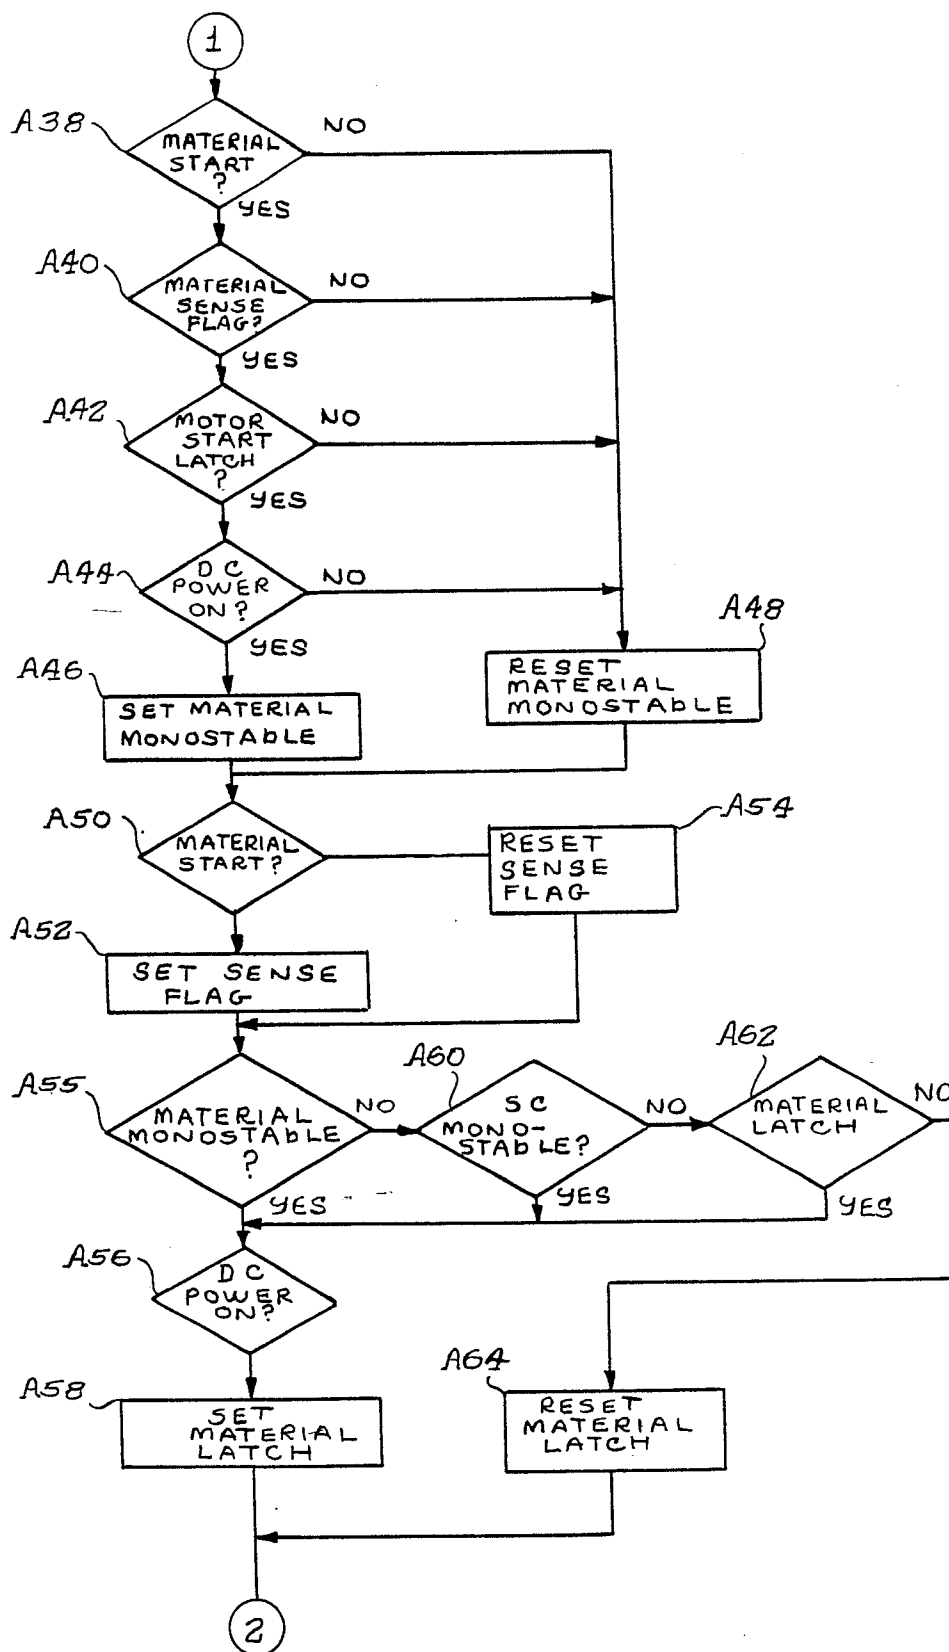 1
A38
MATERIAL
START
?
NO
YES
A40
MATERIAL
SENSE
FLAG?
NO
YES
A42
MOTOR
START
LATCH
?
NO
YES
A44
DC
POWER
ON?
NO
YES
A46
SET MATERIAL
MONOSTABLE
A48
RESET
MATERIAL
MONOSTABLE
A50
MATERIAL
START?
A54
RESET
SENSE
FLAG
A52
SET SENSE
FLAG
A55
MATERIAL
MONOSTABLE
?
NO
YES
A60
SC
MONO-
STABLE?
NO
YES
A62
MATERIAL
LATCH
NO
YES
A56
DC
POWER
ON?
A58
SET
MATERIAL
LATCH
A64
RESET
MATERIAL
LATCH
2